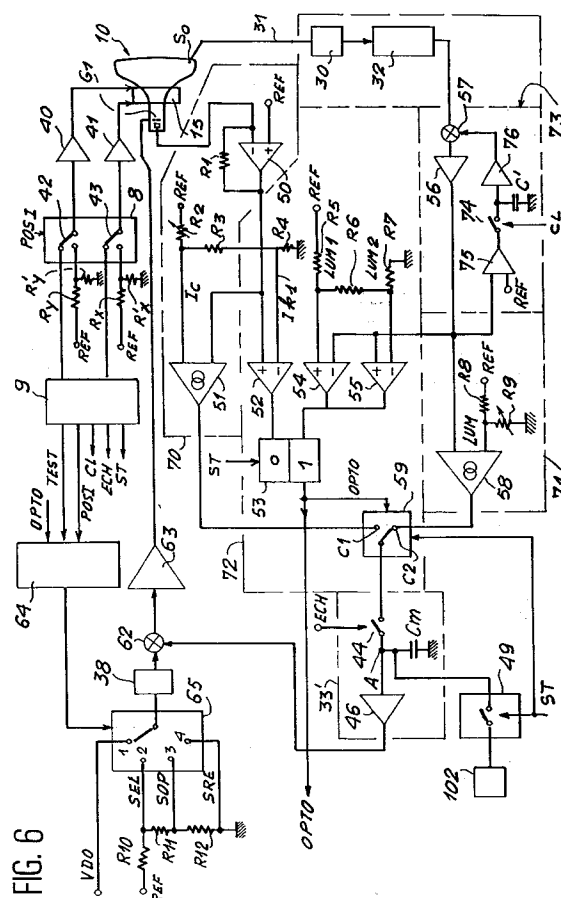 FIG. 6
VDO
REF
R10
R11
R12
SEL
SOP
SRE
1
2
3
4
65
38
62
63
64
OPTO
TEST
POSI
CL
ECH
ST
9
Ry
R'y
REF
Rx
R'x
REF
POSI
42
43
8
40
41
G1
10
S0
15
31
30
32
R1
REF
50
REF
R2
R3
R4
Ic
Ik1
51
52
70
ST
0
1
53
REF
R5
LUM1
R6
LUM2
R7
54
55
57
56
73
76
C'
74
CL
75
REF
LUM
R8
REF
R9
58
71
OPTO
59
C1
C2
72
ECH
44
A
Cm
33'
46
OPTO
49
ST
102